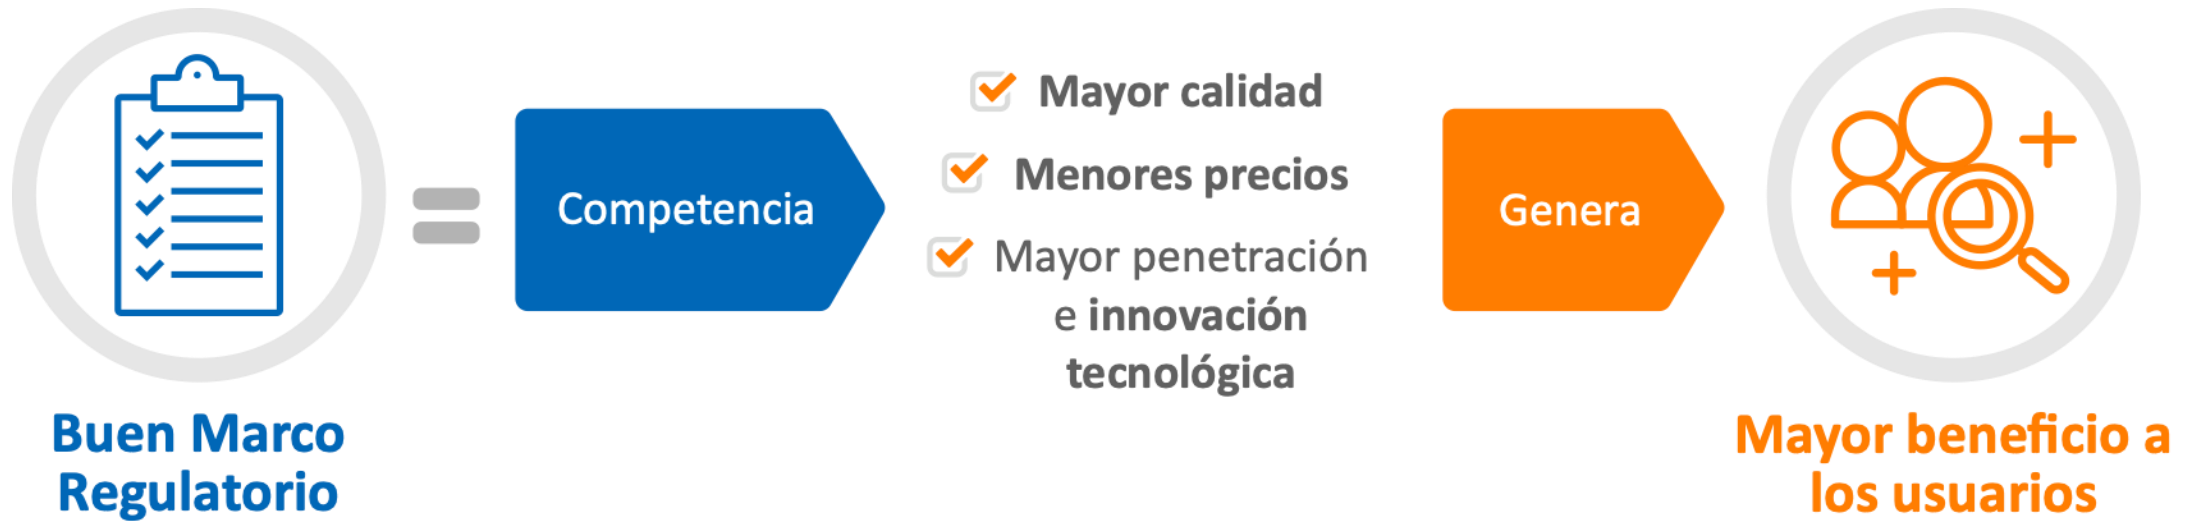 Buen Marco
Regulatorio
Competencia
Mayor calidad
Menores precios
Mayor penetración
e innovación
tecnológica
Genera
Mayor beneficio a
los usuarios